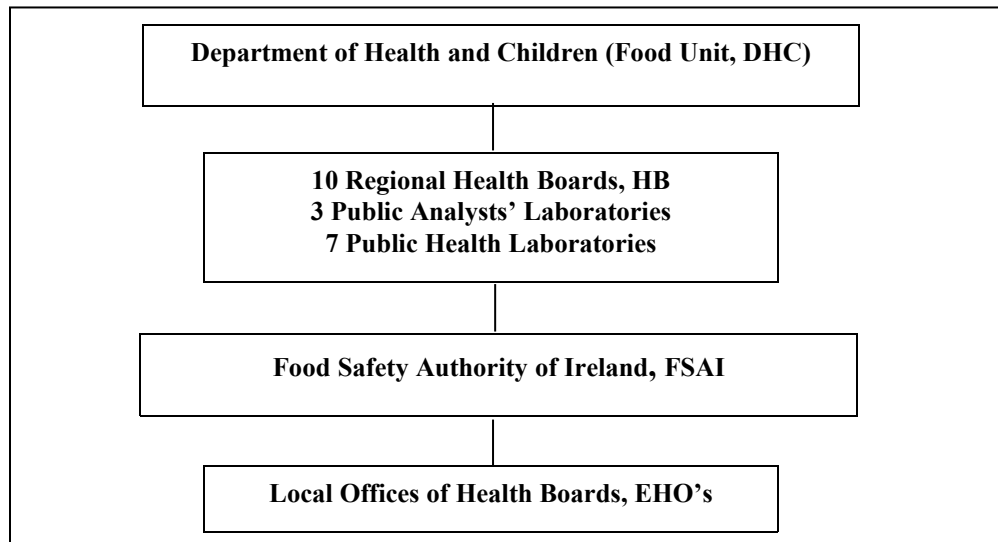 Department of Health and Children (Food Unit, DHC)
10 Regional Health Boards, HB
3 Public Analysts’ Laboratories
7 Public Health Laboratories
Food Safety Authority of Ireland, FSAI
Local Offices of Health Boards, EHO’s